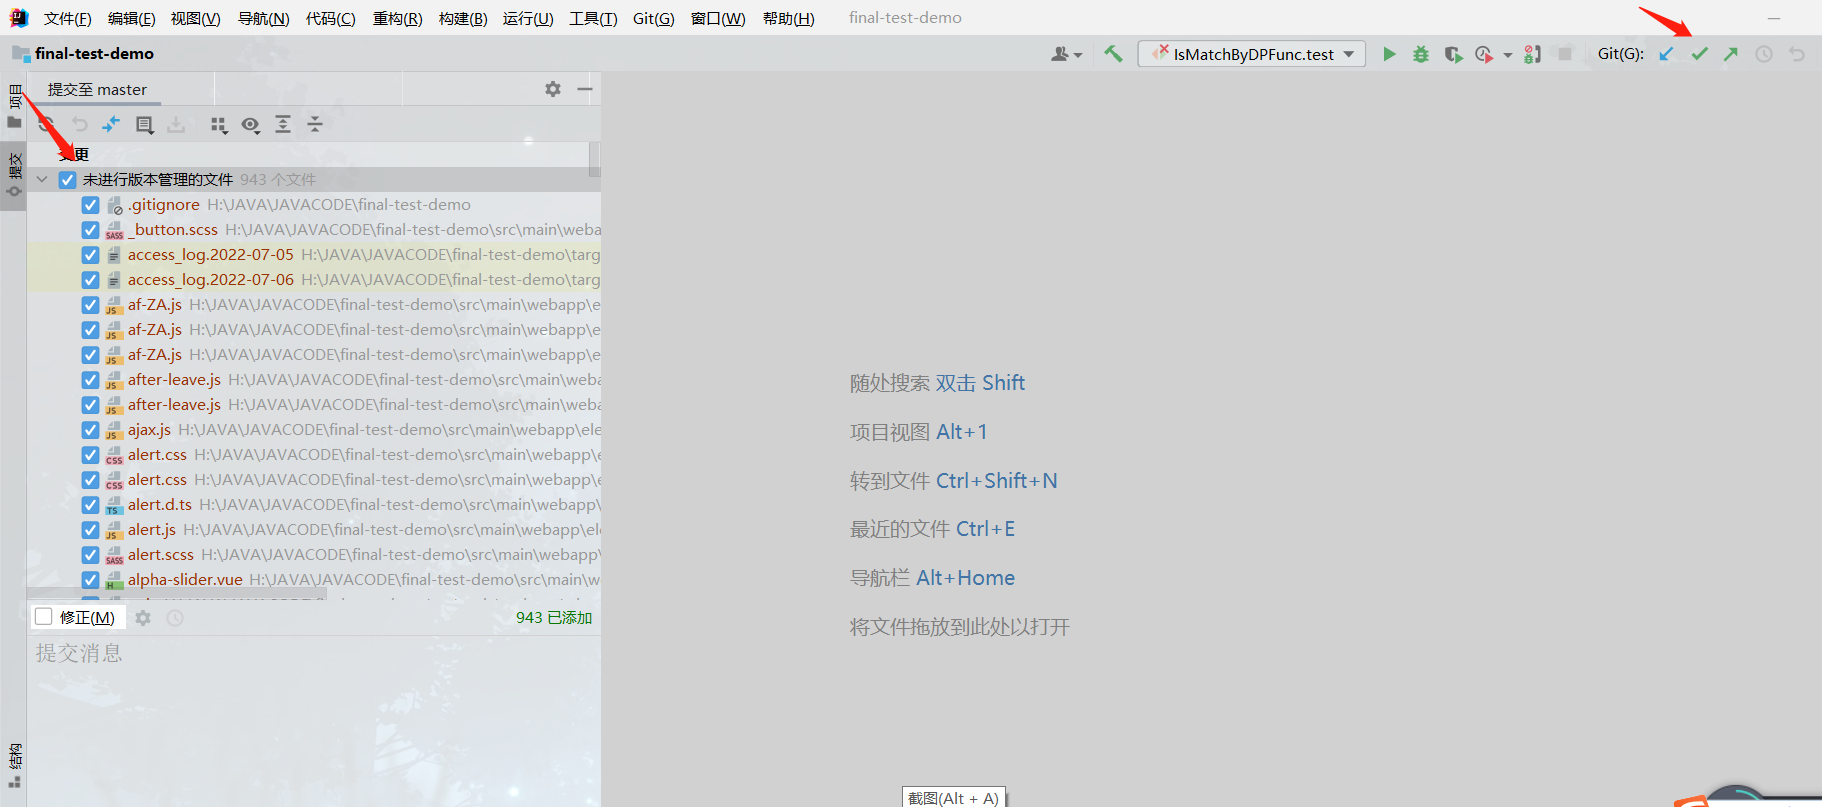 文件(F) 编辑(E) 视图(V) 导航(N) 代码(C) 重构(R) 构建(B) 运行(U) 工具(T) Git(G) 窗口(W) 帮助(H) final-test-demo
final-test-demo IsMatchByDPFunc.test Git(G):
项目
提交
结构
提交至 master
更
未进行版本管理的文件 943 个文件
.gitignore H:\JAVA\JAVACODE\final-test-demo
_button.scss H:\JAVA\JAVACODE\final-test-demo\src\main\weba
access_log.2022-07-05 H:\JAVA\JAVACODE\final-test-demo\targ
access_log.2022-07-06 H:\JAVA\JAVACODE\final-test-demo\targ
af-ZA.js H:\JAVA\JAVACODE\final-test-demo\src\main\webapp\e
af-ZA.js H:\JAVA\JAVACODE\final-test-demo\src\main\webapp\e
af-ZA.js H:\JAVA\JAVACODE\final-test-demo\src\main\webapp\e
after-leave.js H:\JAVA\JAVACODE\final-test-demo\src\main\weba
after-leave.js H:\JAVA\JAVACODE\final-test-demo\src\main\weba
ajax.js H:\JAVA\JAVACODE\final-test-demo\src\main\webapp\ele
alert.css H:\JAVA\JAVACODE\final-test-demo\src\main\webapp\e
alert.css H:\JAVA\JAVACODE\final-test-demo\src\main\webapp\e
alert.d.ts H:\JAVA\JAVACODE\final-test-demo\src\main\webapp\
alert.js H:\JAVA\JAVACODE\final-test-demo\src\main\webapp\el
alert.scss H:\JAVA\JAVACODE\final-test-demo\src\main\webapp\
alpha-slider.vue H:\JAVA\JAVACODE\final-test-demo\src\main\w
修正(M) 943 已添加
提交消息
随处搜索 双击 Shift
项目视图 Alt+1
转到文件 Ctrl+Shift+N
最近的文件 Ctrl+E
导航栏 Alt+Home
将文件拖放到此处以打开
截图(Alt + A)